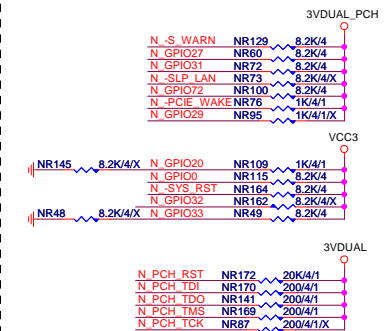 3VDUAL_PCH
N_-S_WARN NR129 8.2K/4
N_GPIO27 NR60 8.2K/4
N_GPIO31 NR72 8.2K/4
N_-SLP_LAN NR73 8.2K/4/X
N_GPIO72 NR100 8.2K/4
N_-PCIE_WAKE NR76 1K/4/1
N_GPIO29 NR95 1K/4/1/X
VCC3
NR145 8.2K/4/X N_GPIO20 NR109 1K/4/1
N_GPIO0 NR115 8.2K/4
N_-SYS_RST NR164 8.2K/4
N_GPIO32 NR162 8.2K/4/X
NR48 8.2K/4/X N_GPIO33 NR49 8.2K/4
3VDUAL
N_PCH_RST NR172 20K/4/1
N_PCH_TDI NR170 200/4/1
N_PCH_TDO NR141 200/4/1
N_PCH_TMS NR169 200/4/1
N_PCH_TCK NR87 200/4/1/X